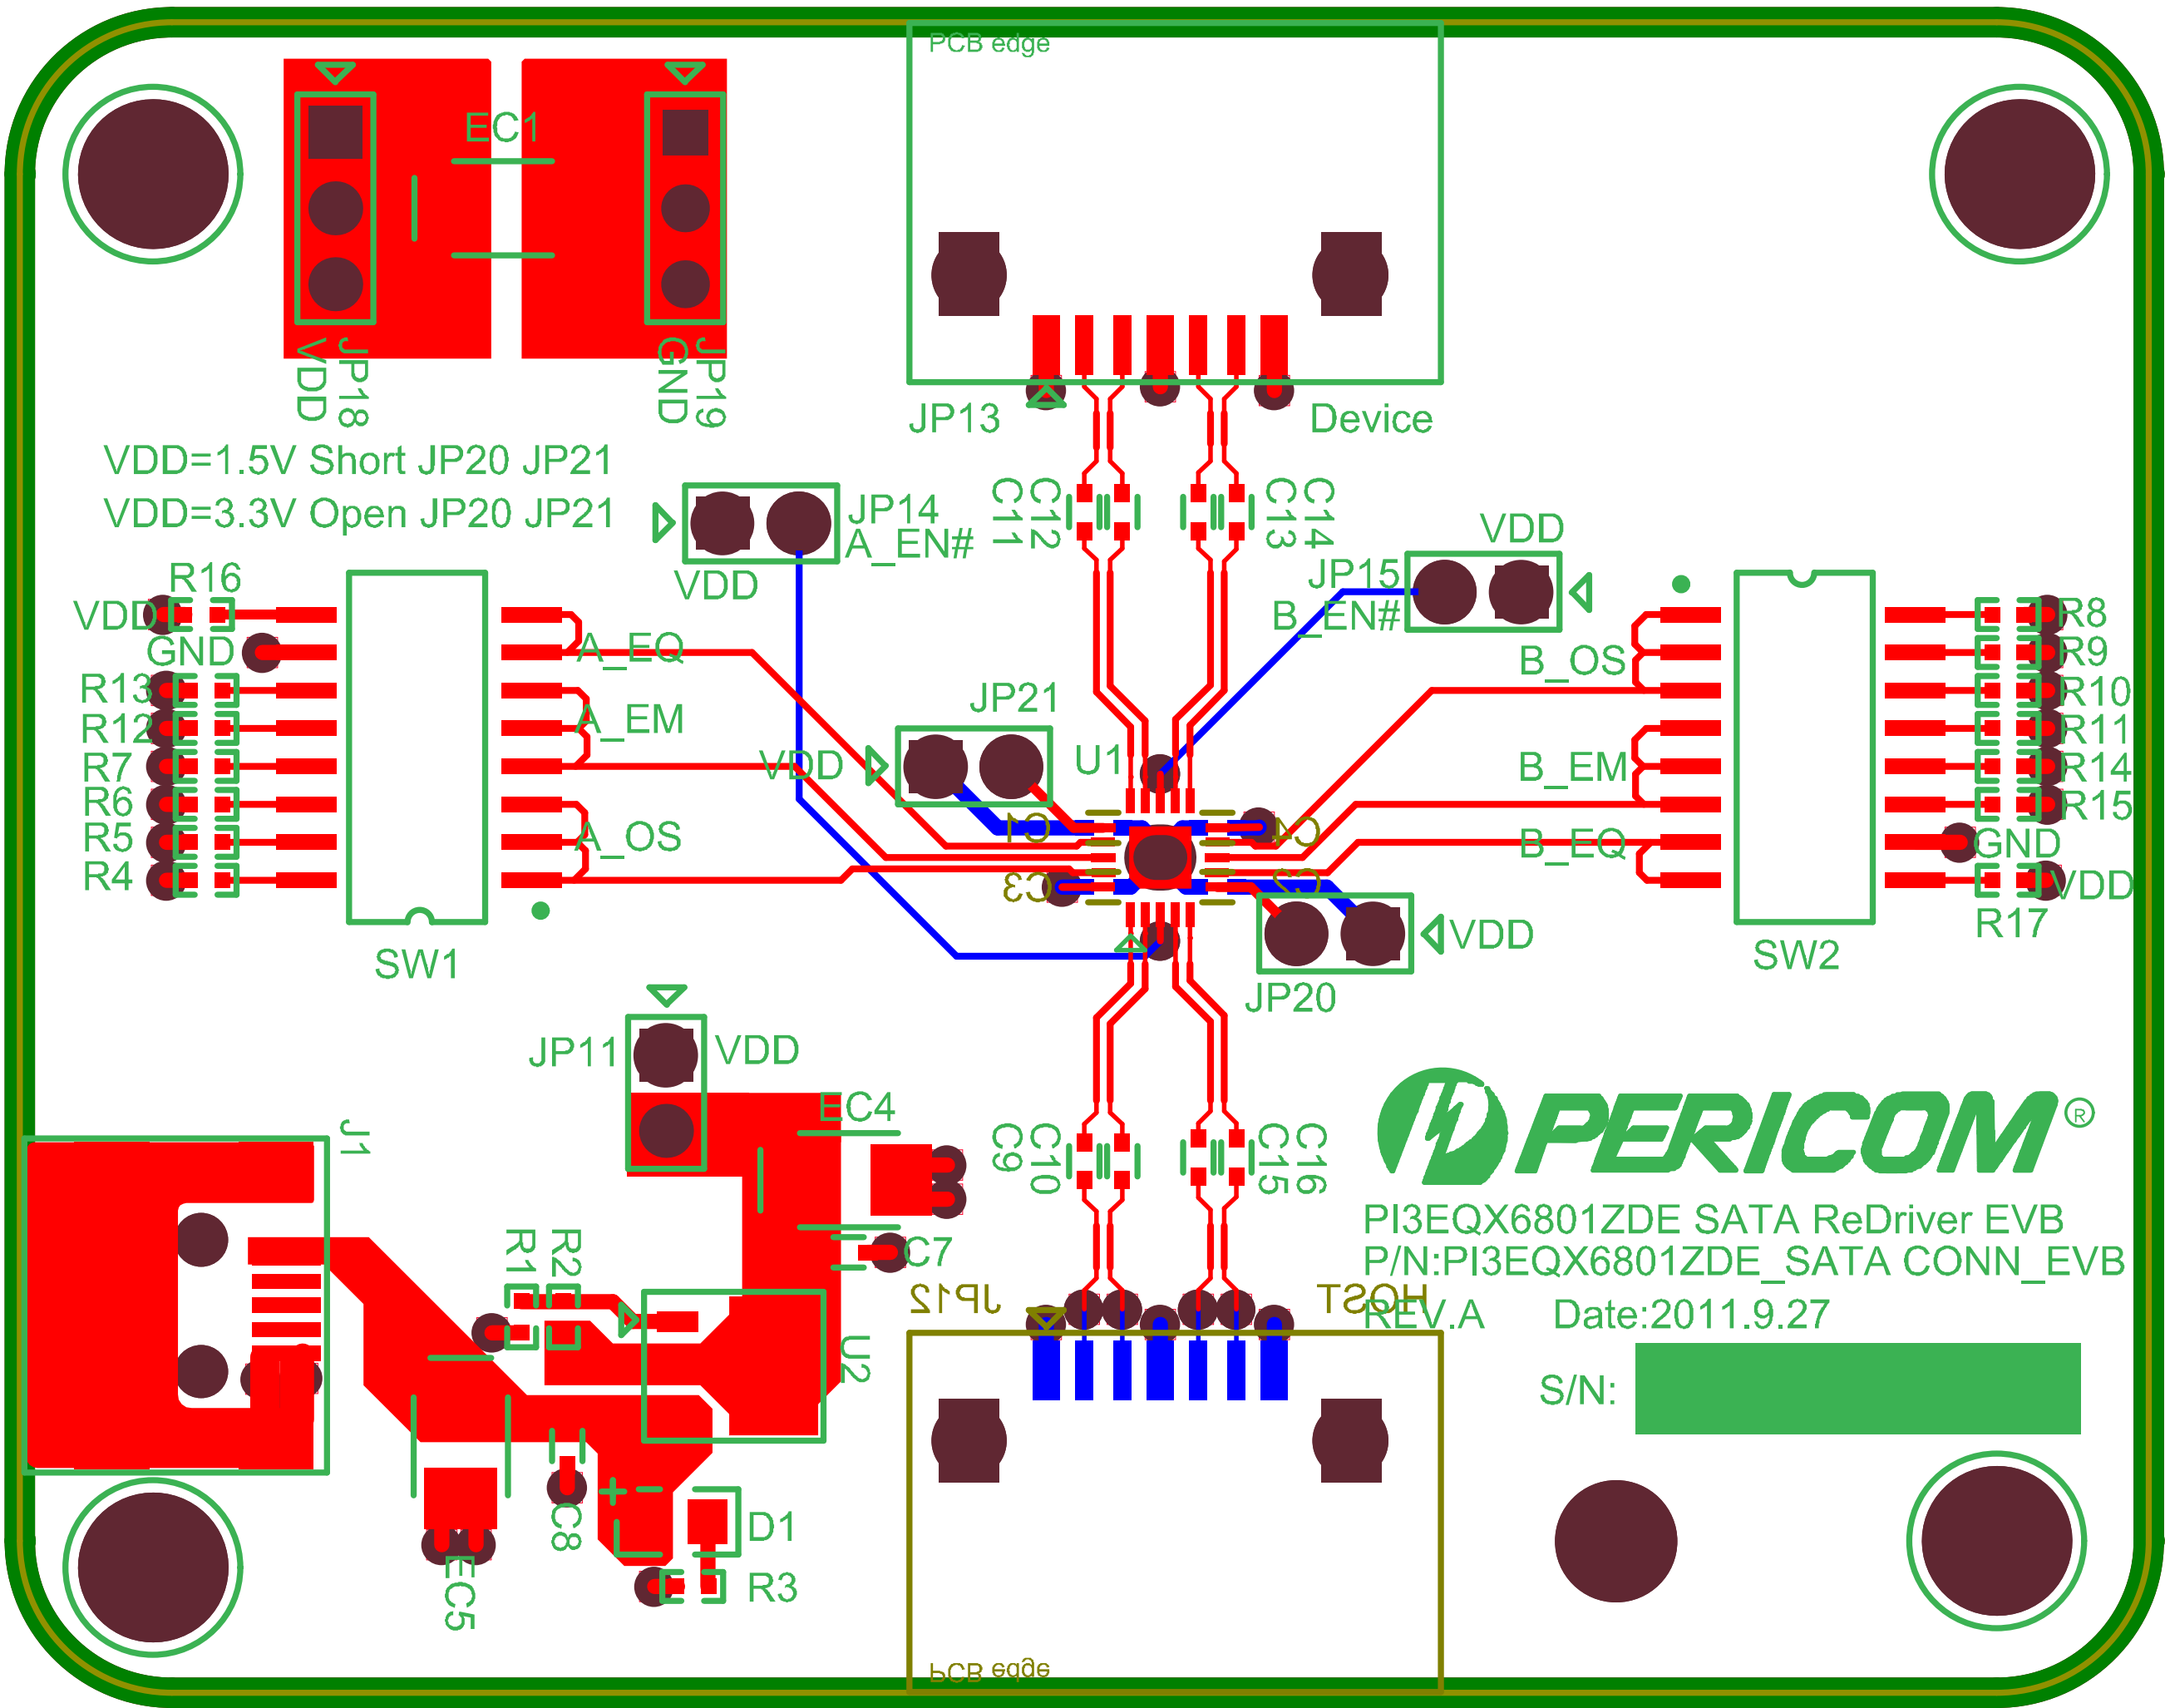 PCB edge
EC1
JP18
VDD
JP19
GND
JP13
Device
VDD=1.5V Short JP20 JP21
VDD=3.3V Open JP20 JP21
JP14
A_EN#
VDD
C11
C12
C13
C14
VDD
JP15
B_EN#
R16
VDD
GND
R13
R12
R7
R6
R5
R4
A_EQ
A_EM
A_OS
SW1
JP21
VDD
U1
C1
C4
C3
C2
B_OS
B_EM
B_EQ
R8
R9
R10
R11
R14
R15
GND
VDD
R17
SW2
VDD
JP20
JP11
VDD
EC4
J1
R1
R2
C7
U2
C9
C10
C15
C16
PERICOM®
PI3EQX6801ZDE SATA ReDriver EVB
P/N:PI3EQX6801ZDE_SATA CONN_EVB
REV.A Date:2011.9.27
JP12
HOST
S/N:
C8
+
D1
R3
EC5
PCB edge